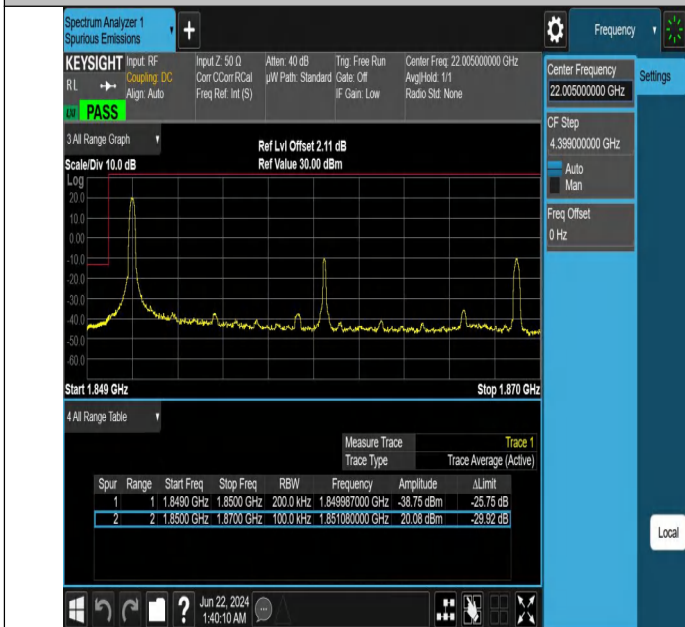 Spectrum Analyzer 1
Spurious Emissions
Frequency
KEYSIGHT Input: RF Input Z: 50 Ω Atten: 40 dB Trig: Free Run Center Freq: 22.005000000 GHz
RL Coupling: DC Corr CCorr RCal µW Path: Standard Gate: Off Avg|Hold: 1/1
Align: Auto Freq Ref: Int (S) IF Gain: Low Radio Std: None
PASS
Center Frequency
22.005000000 GHz
Settings
CF Step
4.399000000 GHz
Auto
Man
Freq Offset
0 Hz
3 All Range Graph
Ref Lvl Offset 2.11 dB
Scale/Div 10.0 dB Ref Value 30.00 dBm
Log
20.0
10.0
0.00
-10.0
-20.0
-30.0
-40.0
-50.0
-60.0
Start 1.849 GHz Stop 1.870 GHz
4 All Range Table
Measure Trace Trace 1
Trace Type Trace Average (Active)
Spur Range Start Freq Stop Freq RBW Frequency Amplitude ΔLimit
1 1 1.8490 GHz 1.8500 GHz 200.0 kHz 1.849987000 GHz -38.75 dBm -25.75 dB
2 2 1.8500 GHz 1.8700 GHz 100.0 kHz 1.851080000 GHz 20.08 dBm -29.92 dB
Local
?
Jun 22, 2024
1:40:10 AM